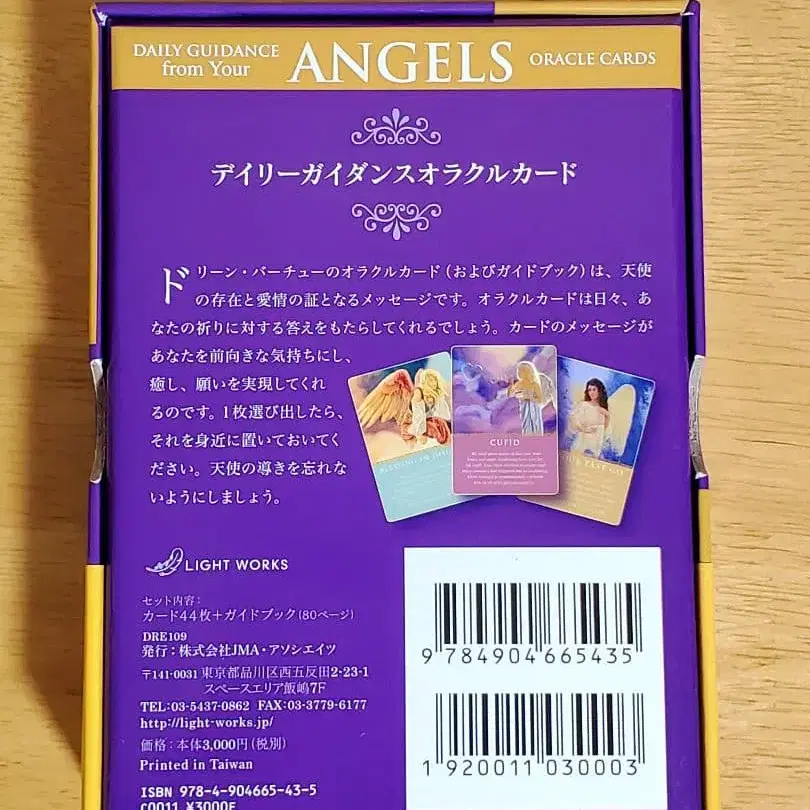 DAILY GUIDANCE
from Your
ANGELS
ORACLE CARDS
デイリーガイダンスオラクルカード
ドリーン・バーチューのオラクルカード（およびガイドブック）は、天使
の存在と愛情の証となるメッセージです。オラクルカードは日々、あ
なたの祈りに対する答えをもたらしてくれるでしょう。カードのメッセージが
あなたを前向きな気持ちにし、
癒し、願いを実現してくれ
るのです。1枚選び出したら、
それを身近に置いておいてく
ださい。天使の導きを忘れな
いようにしましょう。
CUPID
LIGHT WORKS
セット内容：
カード44枚＋ガイドブック(80ページ)
DRE109
発行：株式会社JMA・アソシエイツ
〒141-0031 東京都品川区西五反田2-23-1
スペースエリア飯嶋7F
TEL:03-5437-0862 FAX:03-3779-6177
http://light-works.jp/
価格：本体3,000円(税別)
Printed in Taiwan
ISBN 978-4-904665-43-5
C0011 ¥3000E
9 784904 665435
1 920011 030003